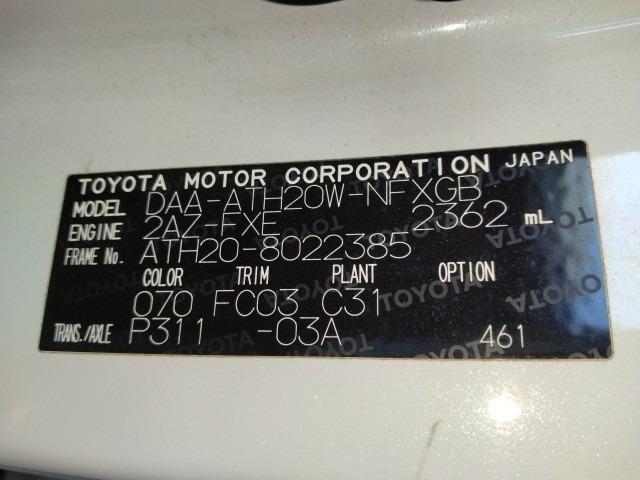 TOYOTA MOTOR CORPORATION JAPAN
MODEL DAA-ATH20W-NFXGB
ENGINE 2AZ-FXE 2362 mL
FRAME No. ATH20-8022385
COLOR TRIM PLANT OPTION
070 FC03 C31
TRANS./AXLE P311 -03A 461